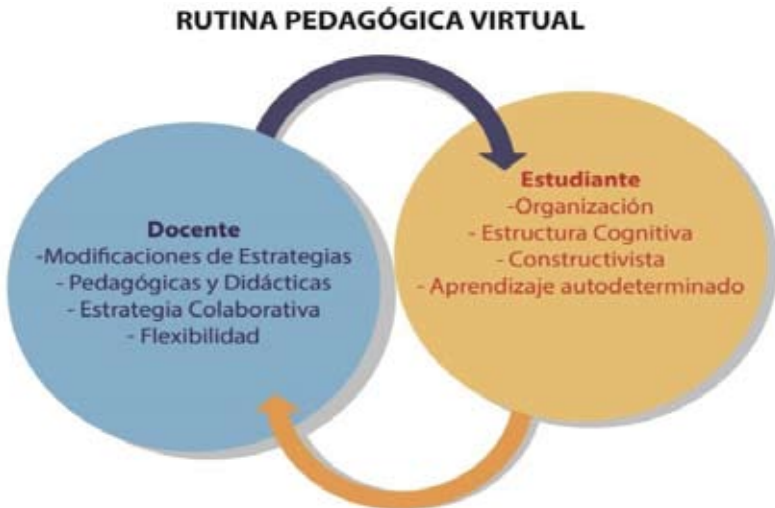 RUTINA PEDAGÓGICA VIRTUAL
Docente
-Modificaciones de Estrategias
- Pedagógicas y Didácticas
- Estrategia Colaborativa
- Flexibilidad
Estudiante
-Organización
- Estructura Cognitiva
- Constructivista
- Aprendizaje autodeterminado